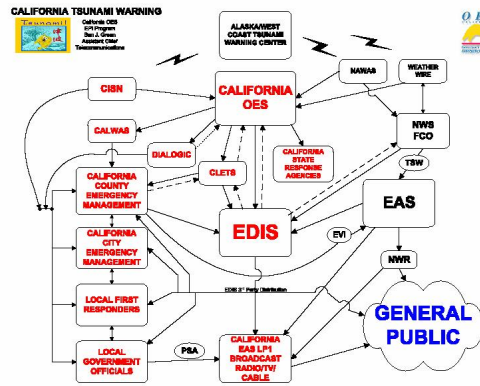 CALIFORNIA TSUNAMI WARNING
Tsunami!
California OES
EPI Program
Ben J. Green
Assistant Chief
Telecommunications
ALASKA/WEST
COAST TSUNAMI
WARNING CENTER
NAWAS
WEATHER
WIRE
CISN
CALIFORNIA
OES
CALWAS
NWS
FCO
DIALOGIC
CALIFORNIA
STATE
RESPONSE
AGENCIES
CLETS
TSW
CALIFORNIA
COUNTY
EMERGENCY
MANAGEMENT
EAS
EDIS
EVI
CALIFORNIA
CITY
EMERGENCY
MANAGEMENT
NWR
EDIS 3rd Party Distribution
LOCAL FIRST
RESPONDERS
GENERAL
PUBLIC
PSA
CALIFORNIA
EAS LP1
BROADCAST
RADIO/TV/
CABLE
LOCAL
GOVERNMENT
OFFICIALS